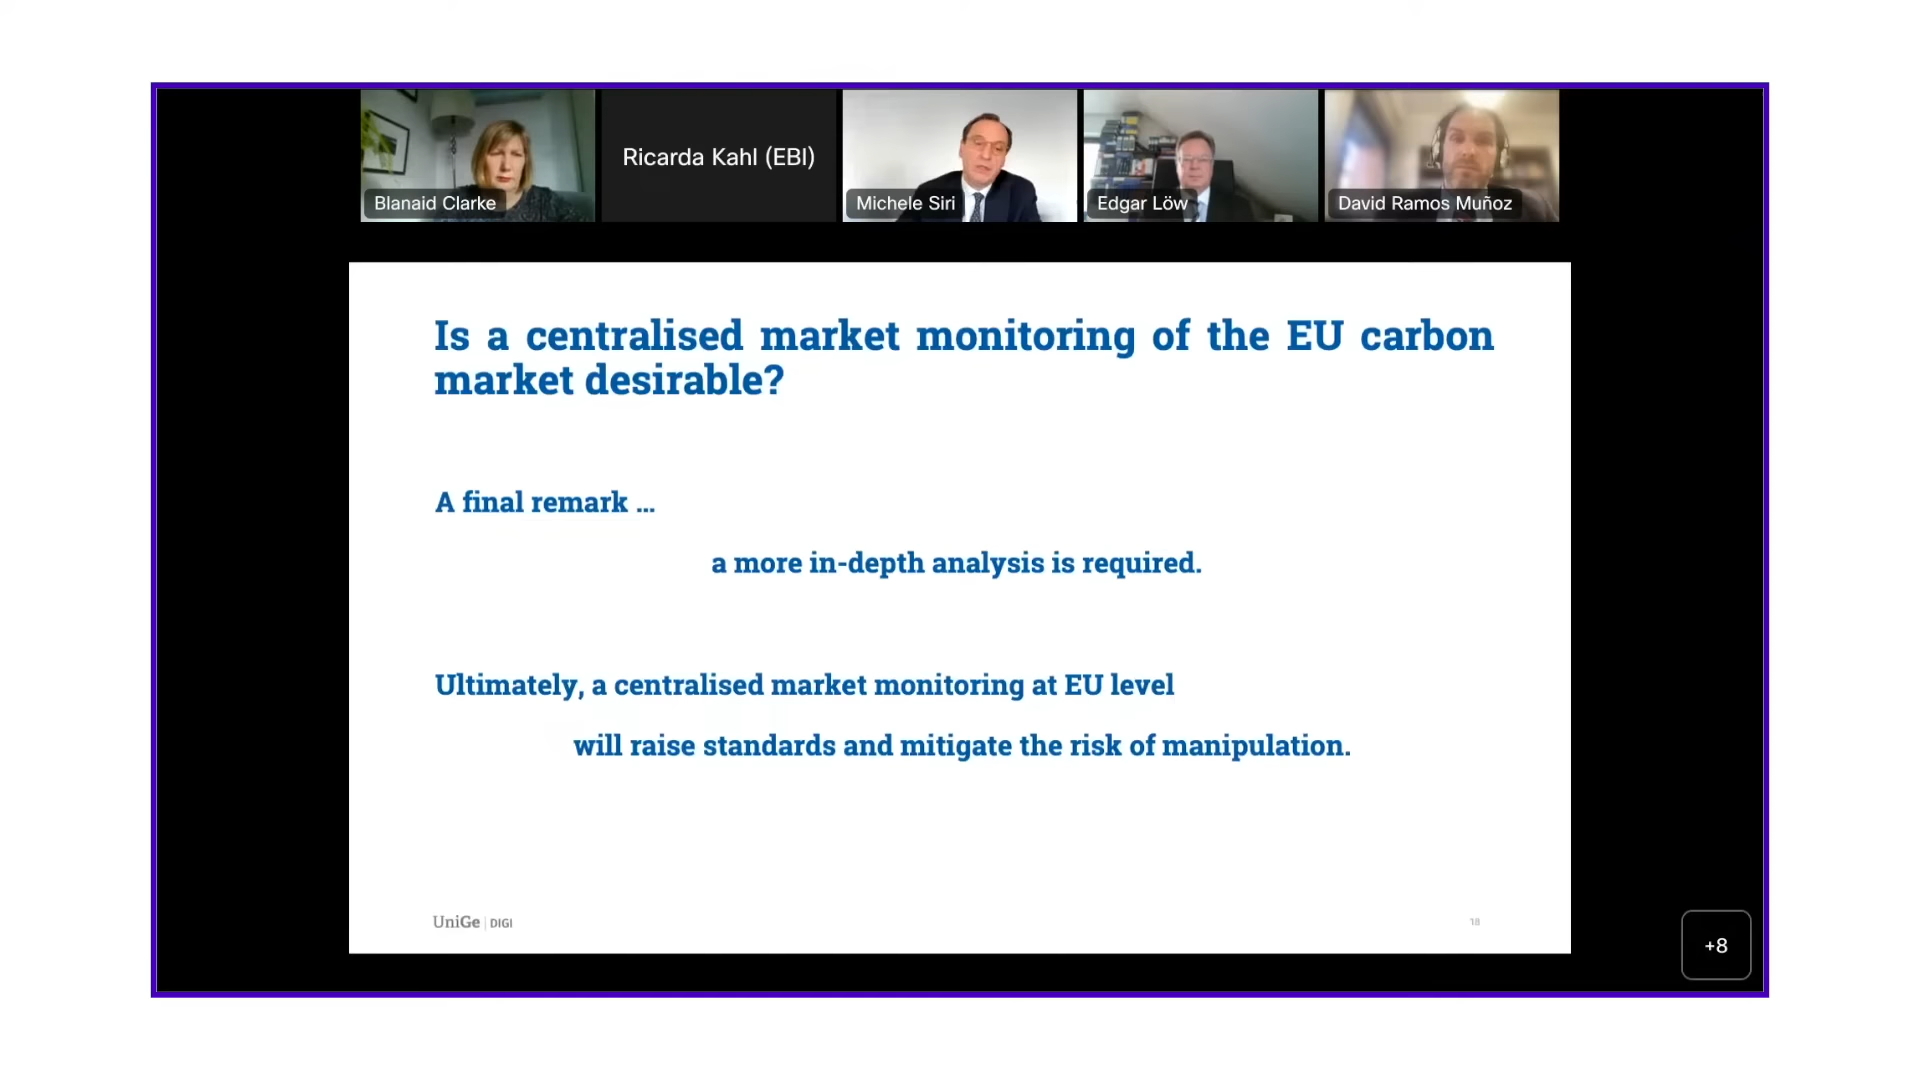 Ricarda Kahl (EBI)
Blanaid Clarke
Michele Siri
Edgar Löw
David Ramos Muñoz
Is a centralised market monitoring of the EU carbon
market desirable?
A final remark ...
a more in-depth analysis is required.
Ultimately, a centralised market monitoring at EU level
will raise standards and mitigate the risk of manipulation.
UniGe | DIGI
18
+8